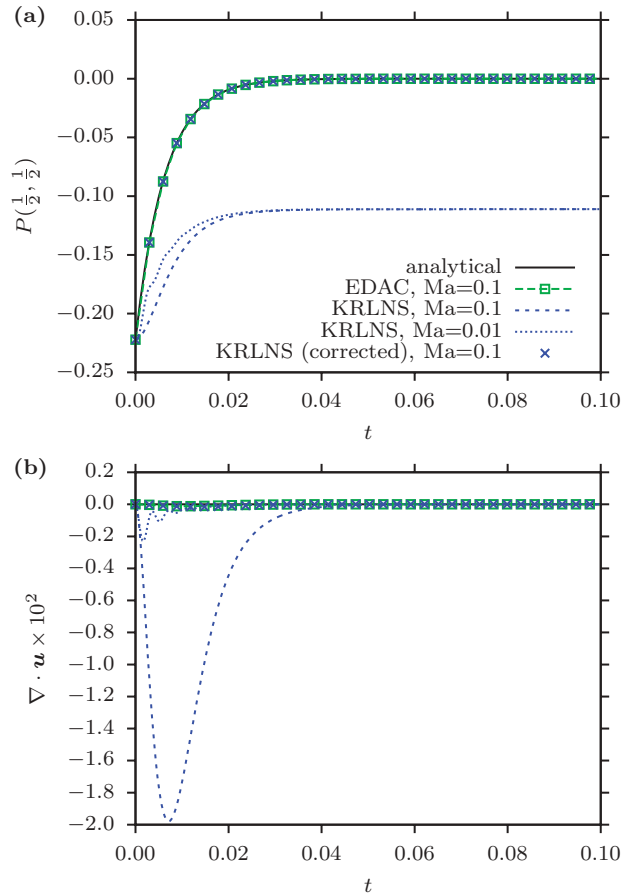 (a)
0.05
0.00
−0.05
−0.10
−0.15
−0.20
−0.25
P(1/2, 1/2)
analytical
EDAC, Ma=0.1
KRLNS, Ma=0.1
KRLNS, Ma=0.01
KRLNS (corrected), Ma=0.1
0.00 0.02 0.04 0.06 0.08 0.10
t
(b)
0.2
0.0
−0.2
−0.4
−0.6
−0.8
−1.0
−1.2
−1.4
−1.6
−1.8
−2.0
∇ · u × 10²
0.00 0.02 0.04 0.06 0.08 0.10
t